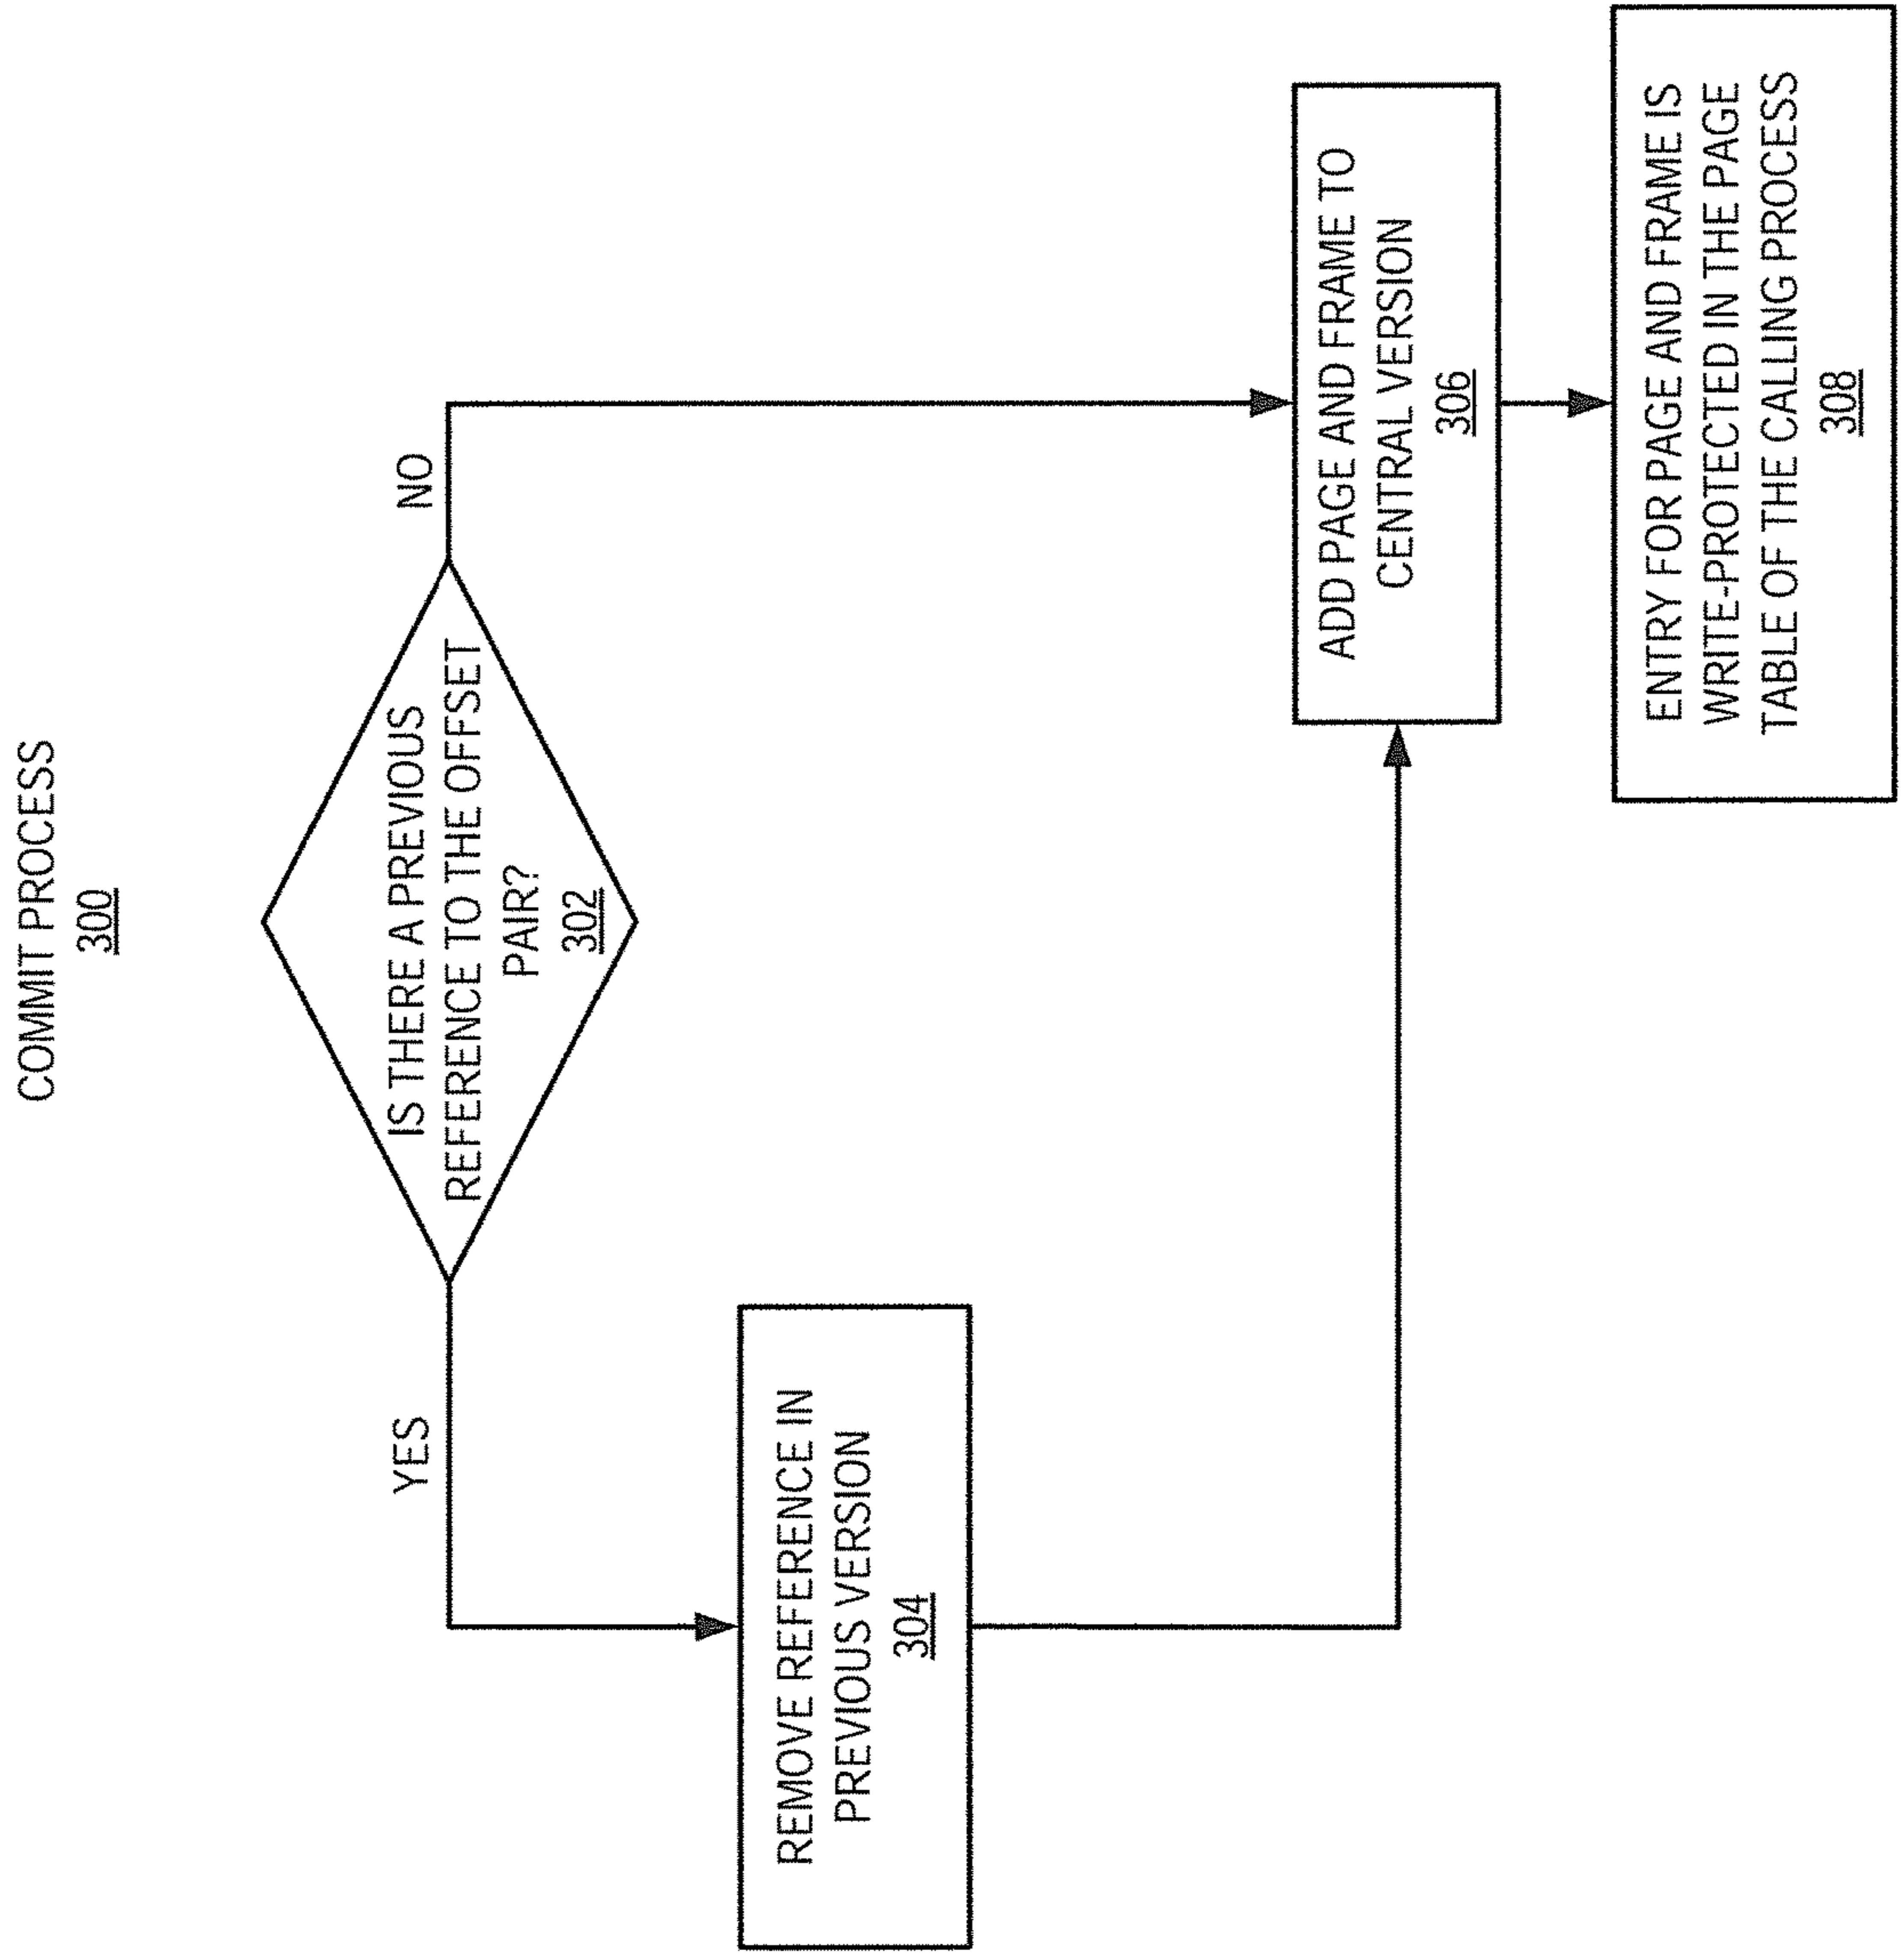 COMMIT PROCESS
300
IS THERE A PREVIOUS
REFERENCE TO THE OFFSET
PAIR?
302
YES
NO
REMOVE REFERENCE IN
PREVIOUS VERSION
304
ADD PAGE AND FRAME TO
CENTRAL VERSION
306
ENTRY FOR PAGE AND FRAME IS
WRITE-PROTECTED IN THE PAGE
TABLE OF THE CALLING PROCESS
308